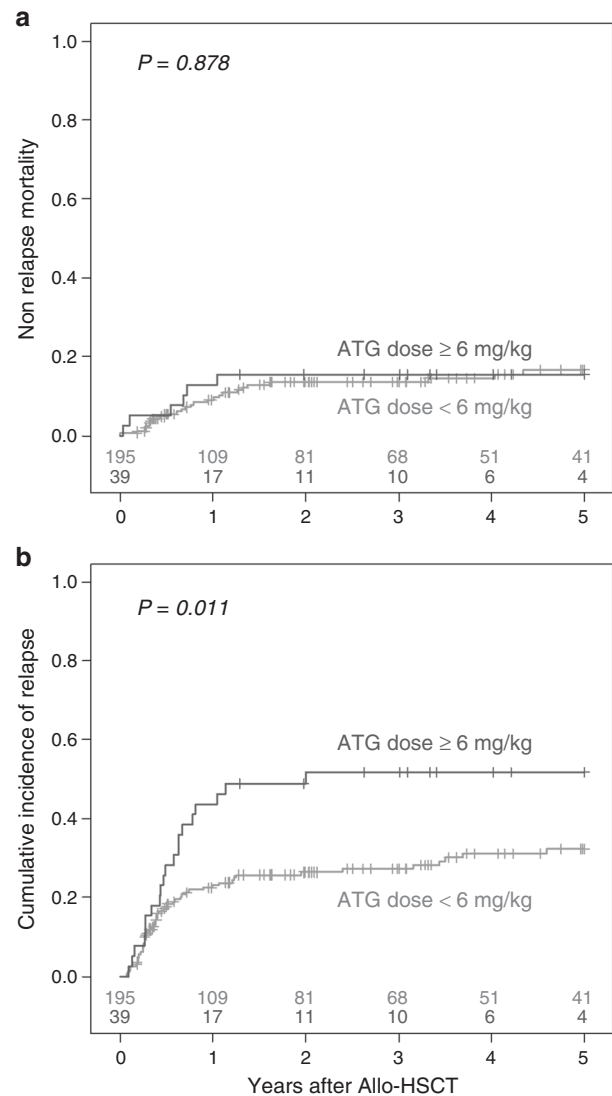 a
1.0
P = 0.878
0.8
0.6
Non relapse mortality
0.4
0.2
ATG dose ≥ 6 mg/kg
ATG dose < 6 mg/kg
0.0
195 109 81 68 51 41
39 17 11 10 6 4
0 1 2 3 4 5
b
1.0
P = 0.011
0.8
0.6
Cumulative incidence of relapse
ATG dose ≥ 6 mg/kg
0.4
0.2
ATG dose < 6 mg/kg
0.0
195 109 81 68 51 41
39 17 11 10 6 4
0 1 2 3 4 5
Years after Allo-HSCT